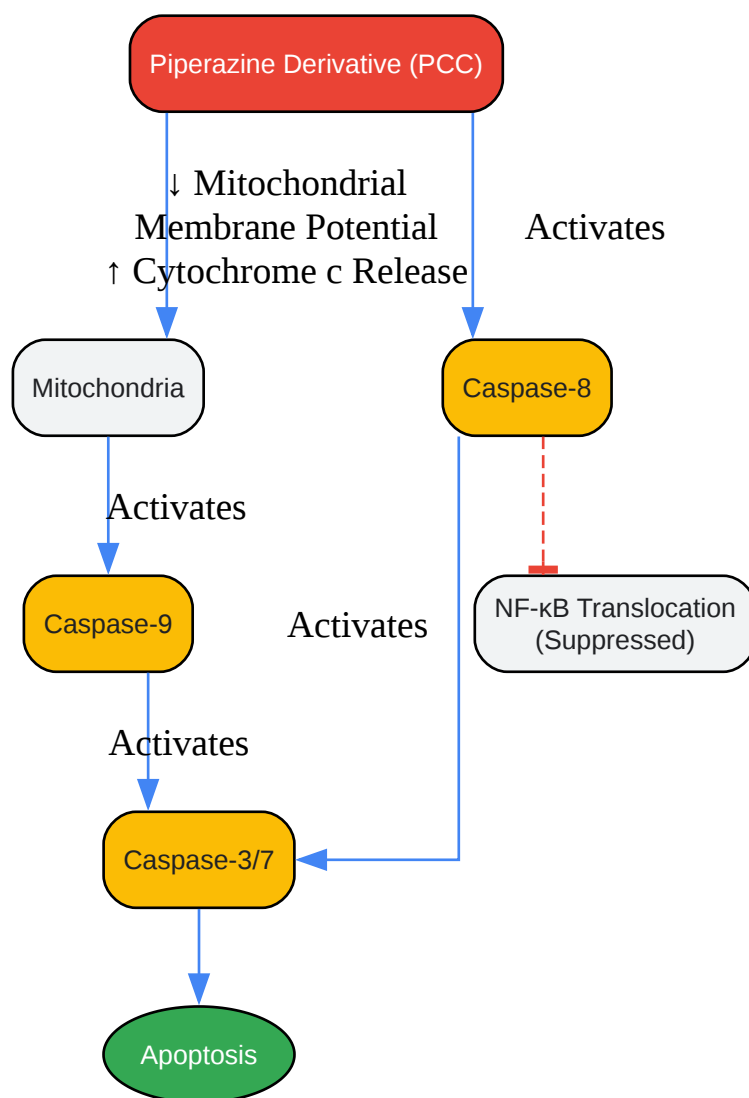 Piperazine Derivative (PCC)
↓ Mitochondrial
Membrane Potential
↑ Cytochrome c Release
Activates
Mitochondria
Caspase-8
Activates
Caspase-9
Activates
NF-κB Translocation
(Suppressed)
Activates
Caspase-3/7
Apoptosis